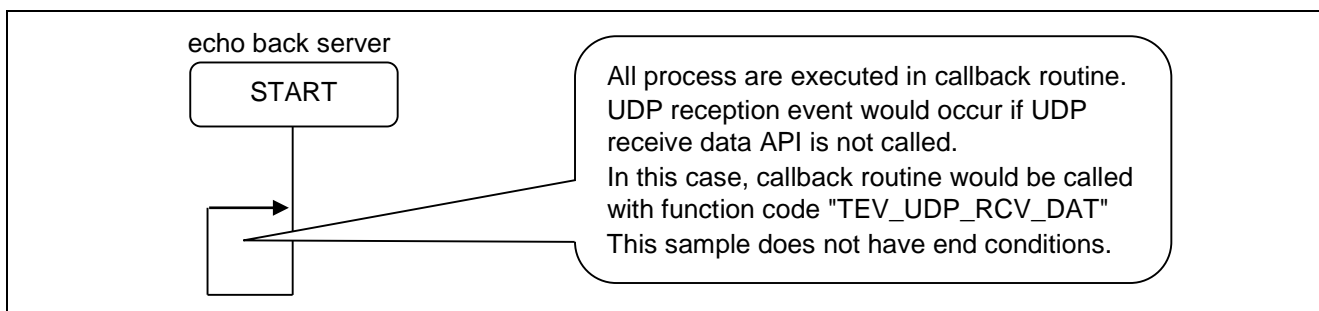 echo back server
START
All process are executed in callback routine.
UDP reception event would occur if UDP
receive data API is not called.
In this case, callback routine would be called
with function code "TEV_UDP_RCV_DAT"
This sample does not have end conditions.